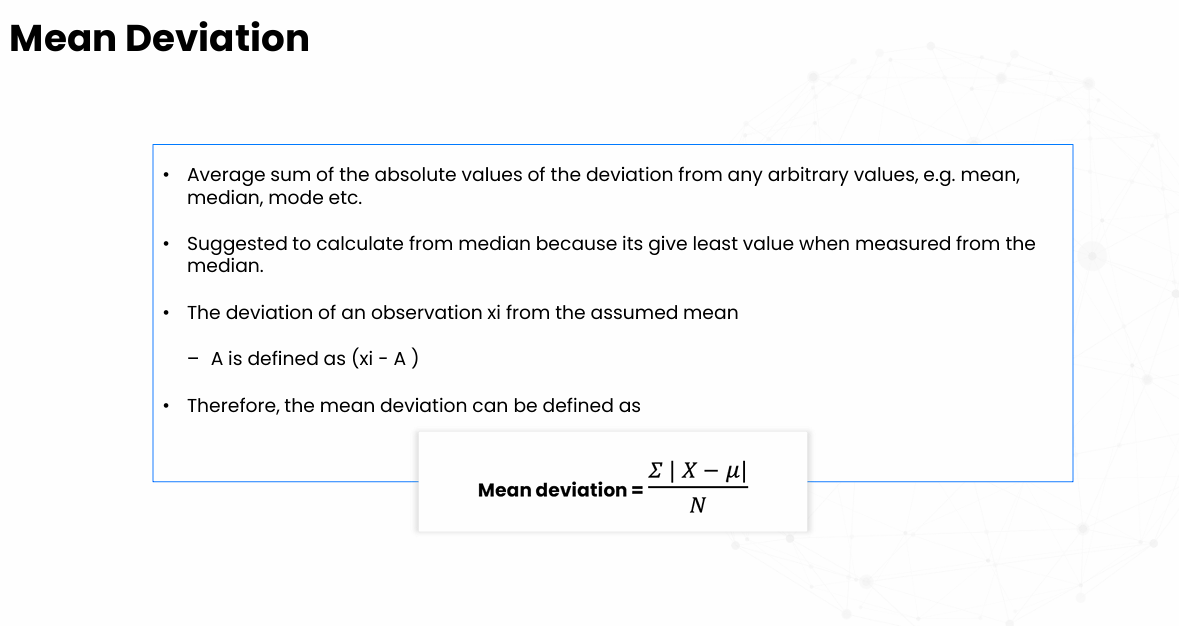 Mean Deviation
• Average sum of the absolute values of the deviation from any arbitrary values, e.g. mean,
median, mode etc.
• Suggested to calculate from median because its give least value when measured from the
median.
• The deviation of an observation xi from the assumed mean
– A is defined as (xi - A )
• Therefore, the mean deviation can be defined as
Mean deviation = Σ | X − μ| / N